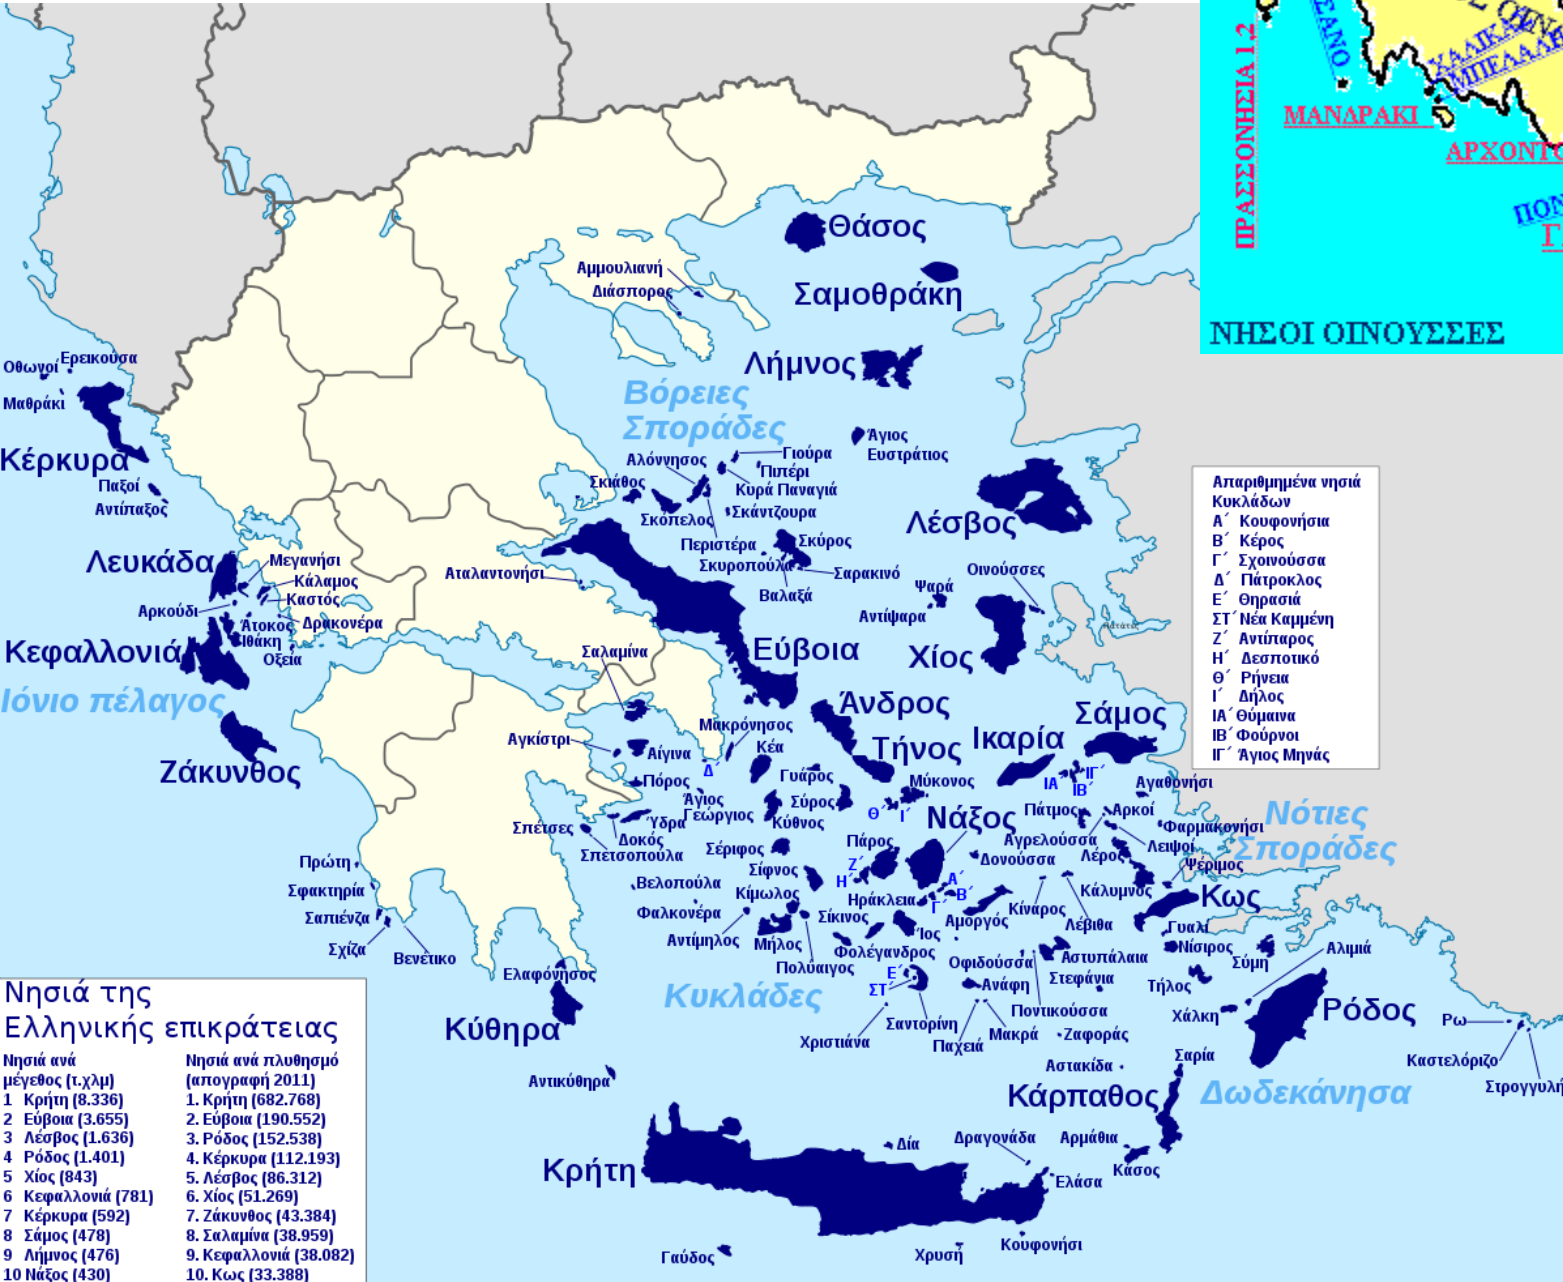 ΠΡΑΣΣΟΝΗΣΙΑ 1,2
ΜΑΝΔΡΑΚΙ
ΝΗΣΟΙ ΟΙΝΟΥΣΣΕΣ
Θάσος
Αμμουλιανή
Διάσπορος
Σαμοθράκη
Οθωνοί
Ερεικούσα
Μαθράκι
Λήμνος
Βόρειες
Σποράδες
Κέρκυρα
Παξοί
Αντίπαξος
Άγιος
Ευστράτιος
Γιούρα
Αλόννησος
Πιπέρι
Σκιάθος
Κυρά Παναγιά
Σκόπελος
Σκάντζουρα
Λέσβος
Περιστέρα
Σκύρος
Σκυροπούλα
Σαρακινό
Βαλαξά
Λευκάδα
Μεγανήσι
Κάλαμος
Καστός
Αρκούδι
Άτοκος
Δρακονέρα
Ιθάκη
Οξεία
Αταλαντονήσι
Ψαρά
Οινούσσες
Αντίψαρα
Κεφαλλονιά
Σαλαμίνα
Εύβοια
Χίος
Ιόνιο πέλαγος
Ζάκυνθος
Άνδρος
Τήνος
Ικαρία
Σάμος
Μακρόνησος
Κέα
Αγκίστρι
Αίγινα
Δ΄
Γυάρος
Μύκονος
ΙΑ΄
ΙΒ΄
ΙΓ΄
Αγαθονήσι
Πόρος
Άγιος
Γεώργιος
Σύρος
Θ΄
Ι΄
Νάξος
Πάτμος
Αρκοί
Νότιες
Σποράδες
Σπέτσες
Ύδρα
Δοκός
Κύθνος
Φαρμακονήσι
Σπετσοπούλα
Σέριφος
Πάρος
Αγρελούσσα
Λειψοί
Πρώτη
Δονούσσα
Λέρος
Ψέριμος
Σφακτηρία
Βελοπούλα
Σίφνος
Ζ΄
Η΄
Α΄
Β΄
Γ΄
Κάλυμνος
Κως
Κίμωλος
Ηράκλεια
Σαπιέντζα
Φαλκονέρα
Σίκινος
Αμοργός
Κίναρος
Λέβιθα
Γυαλί
Σχίζα
Βενέτικο
Αντίμηλος
Μήλος
Ίος
Φολέγανδρος
Νίσιρος
Αλιμιά
Πολύαιγος
Οφιδούσσα
Αστυπάλαια
Σύμη
Ελαφόνησος
Ε΄
ΣΤ΄
Ανάφη
Στεφάνια
Τήλος
Κυκλάδες
Ποντικούσσα
Ρόδος
Κύθηρα
Σαντορίνη
Χάλκη
Ρω
Χριστιάνα
Παχειά
Μακρά
Ζαφοράς
Καστελόριζο
Αντικύθηρα
Αστακίδα
Σαρία
Στρογγυλή
Κάρπαθος
Δωδεκάνησα
Δία
Δραγονάδα
Αρμάθια
Κρήτη
Κάσος
Ελάσα
Γαύδος
Χρυσή
Κουφονήσι
Απαριθμημένα νησιά
Κυκλάδων
Α΄ Κουφονήσια
Β΄ Κέρος
Γ΄ Σχοινούσσα
Δ΄ Πάτροκλος
Ε΄ Θηρασιά
ΣΤ΄ Νέα Καμμένη
Ζ΄ Αντίπαρος
Η΄ Δεσποτικό
Θ΄ Ρήνεια
Ι΄ Δήλος
ΙΑ΄ Θύμαινα
ΙΒ΄ Φούρνοι
ΙΓ΄ Άγιος Μηνάς
Νησιά της
Ελληνικής επικράτειας
Νησιά ανά
μέγεθος (τ.χλμ)
1 Κρήτη (8.336)
2 Εύβοια (3.655)
3 Λέσβος (1.636)
4 Ρόδος (1.401)
5 Χίος (843)
6 Κεφαλλονιά (781)
7 Κέρκυρα (592)
8 Σάμος (478)
9 Λήμνος (476)
10 Νάξος (430)
Νησιά ανά πλυθησμό
(απογραφή 2011)
1. Κρήτη (682.768)
2. Εύβοια (190.552)
3. Ρόδος (152.538)
4. Κέρκυρα (112.193)
5. Λέσβος (86.312)
6. Χίος (51.269)
7. Ζάκυνθος (43.384)
8. Σαλαμίνα (38.959)
9. Κεφαλλονιά (38.082)
10. Κως (33.388)